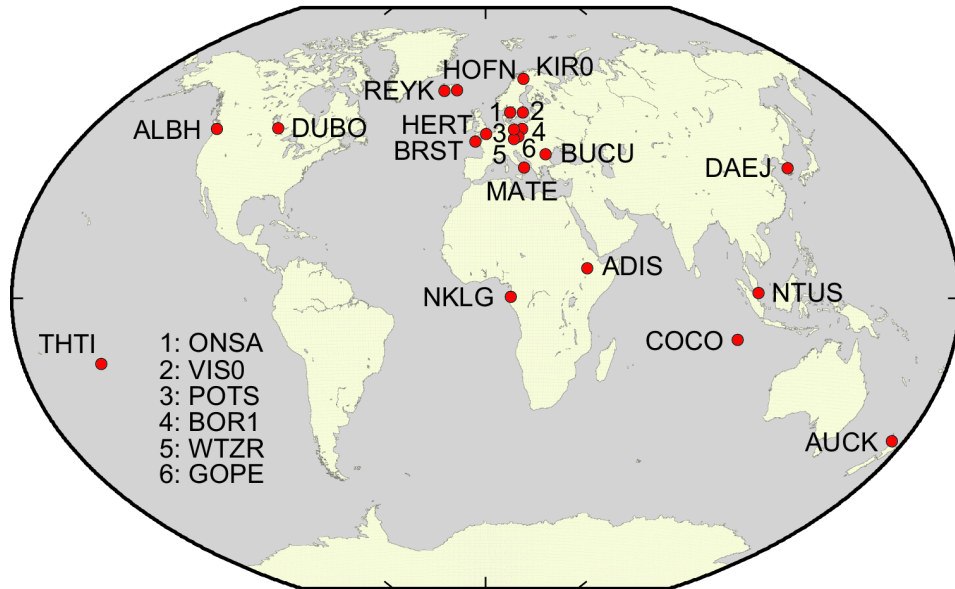 HOFN
KIR0
REYK
1
2
ALBH
DUBO
HERT
3
4
BRST
5
6
BUCU
DAEJ
MATE
ADIS
NKLG
NTUS
THTI
COCO
1: ONSA
2: VIS0
3: POTS
4: BOR1
5: WTZR
6: GOPE
AUCK